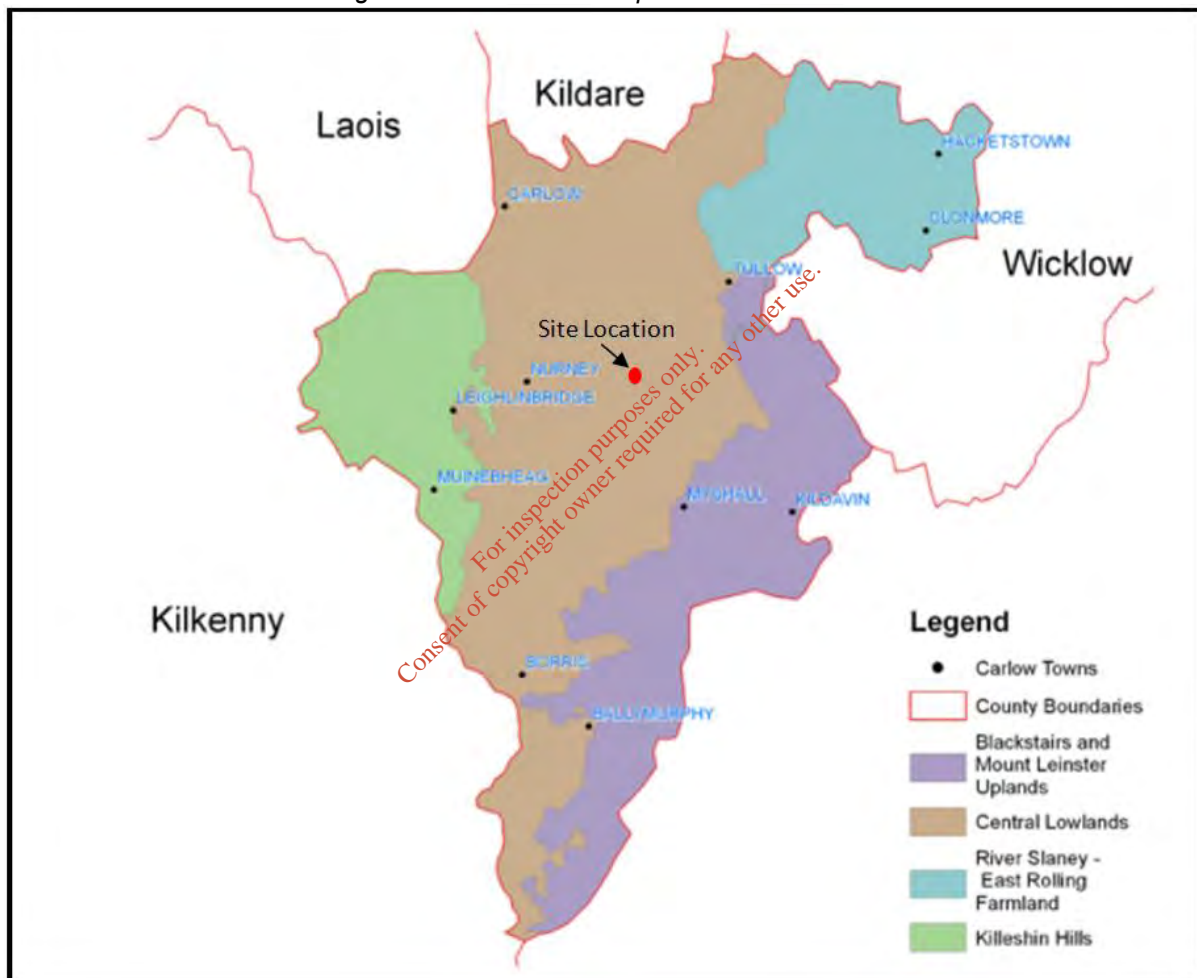 Kildare
Laois
HACKETSTOWN
CARLOW
CLONMORE
Wicklow
TULLOW
Site Location
NURNEY
LEIGHLINBRIDGE
MUINEBHEAG
MYSHALL
KILDAVIN
For inspection purposes only.
Consent of copyright owner required for any other use.
Kilkenny
BORRIS
BALLYMURPHY
Legend
Carlow Towns
County Boundaries
Blackstairs and
Mount Leinster
Uplands
Central Lowlands
River Slaney -
East Rolling
Farmland
Killeshin Hills